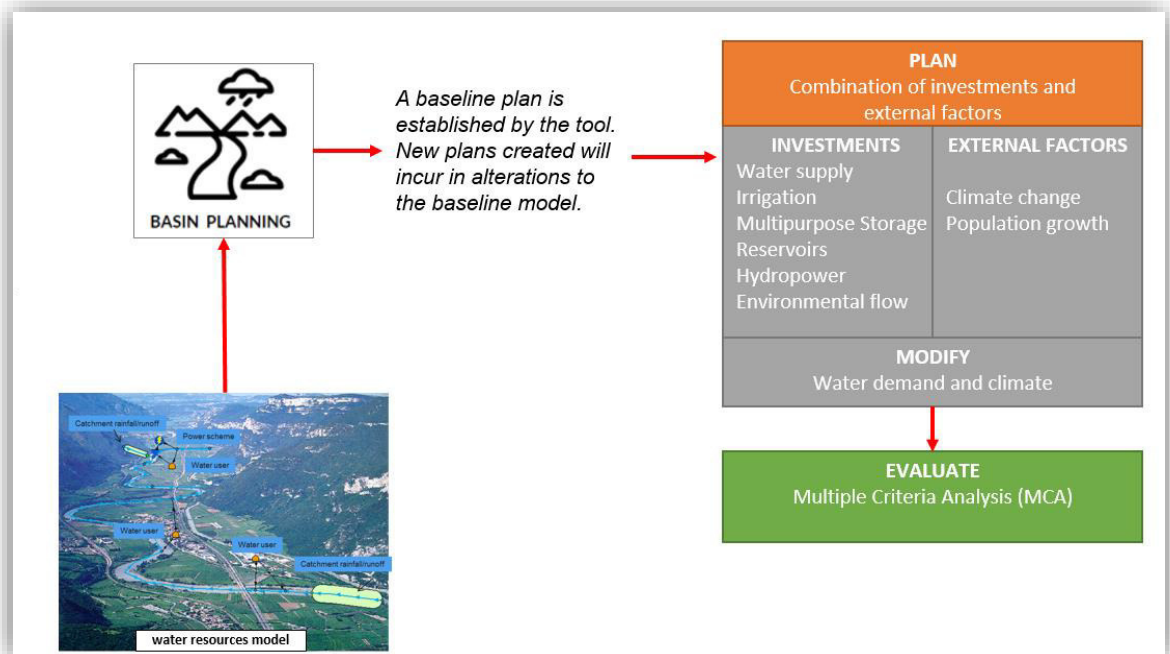 BASIN PLANNING
A baseline plan is
established by the tool.
New plans created will
incur in alterations to
the baseline model.
PLAN
Combination of investments and
external factors
INVESTMENTS
Water supply
Irrigation
Multipurpose Storage
Reservoirs
Hydropower
Environmental flow
EXTERNAL FACTORS
Climate change
Population growth
MODIFY
Water demand and climate
EVALUATE
Multiple Criteria Analysis (MCA)
Catchment rainfall/runoff
Power scheme
Water user
Water user
Water user
Catchment rainfall/runoff
water resources model